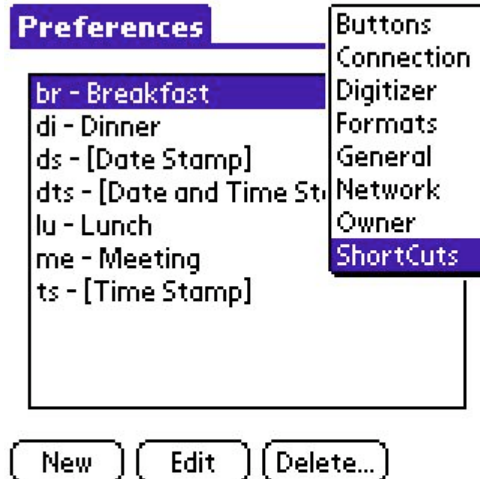 Preferences
br - Breakfast
di - Dinner
ds - [Date Stamp]
dts - [Date and Time
lu - Lunch
me - Meeting
ts - [Time Stamp]
Buttons
Connection
Digitizer
Formats
General
Network
Owner
ShortCuts
New
Edit
Delete...